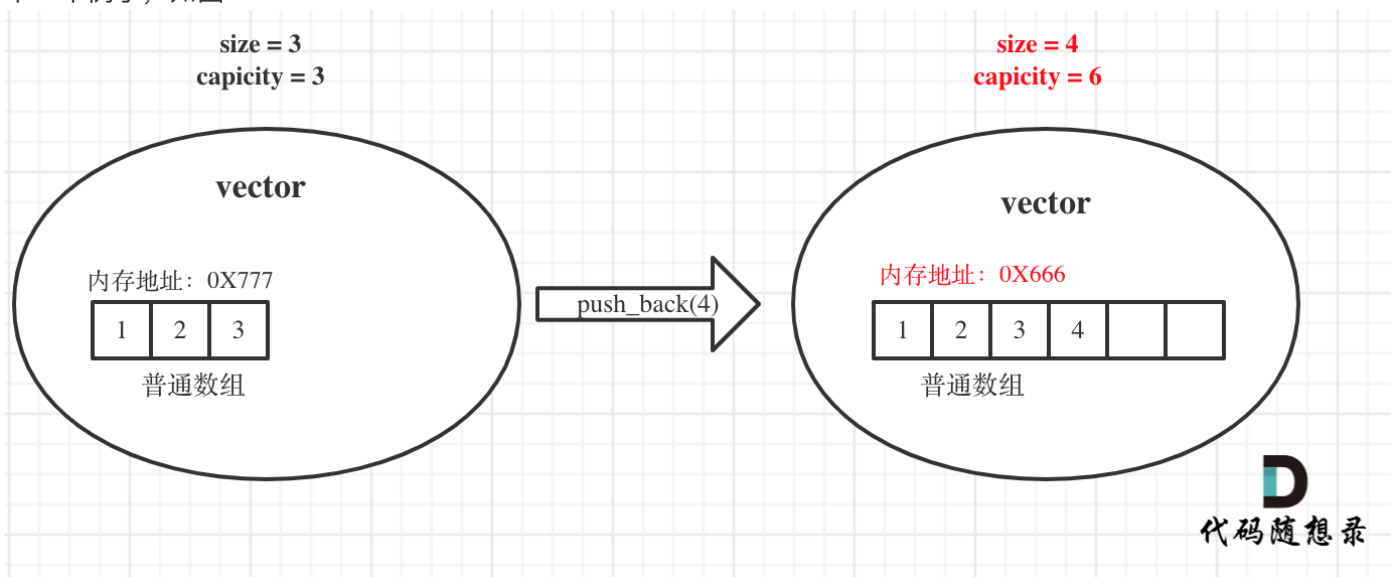 size = 3
capicity = 3
vector
内存地址：0X777
1 2 3
普通数组
push_back(4)
size = 4
capicity = 6
vector
内存地址：0X666
1 2 3 4
普通数组
代码随想录